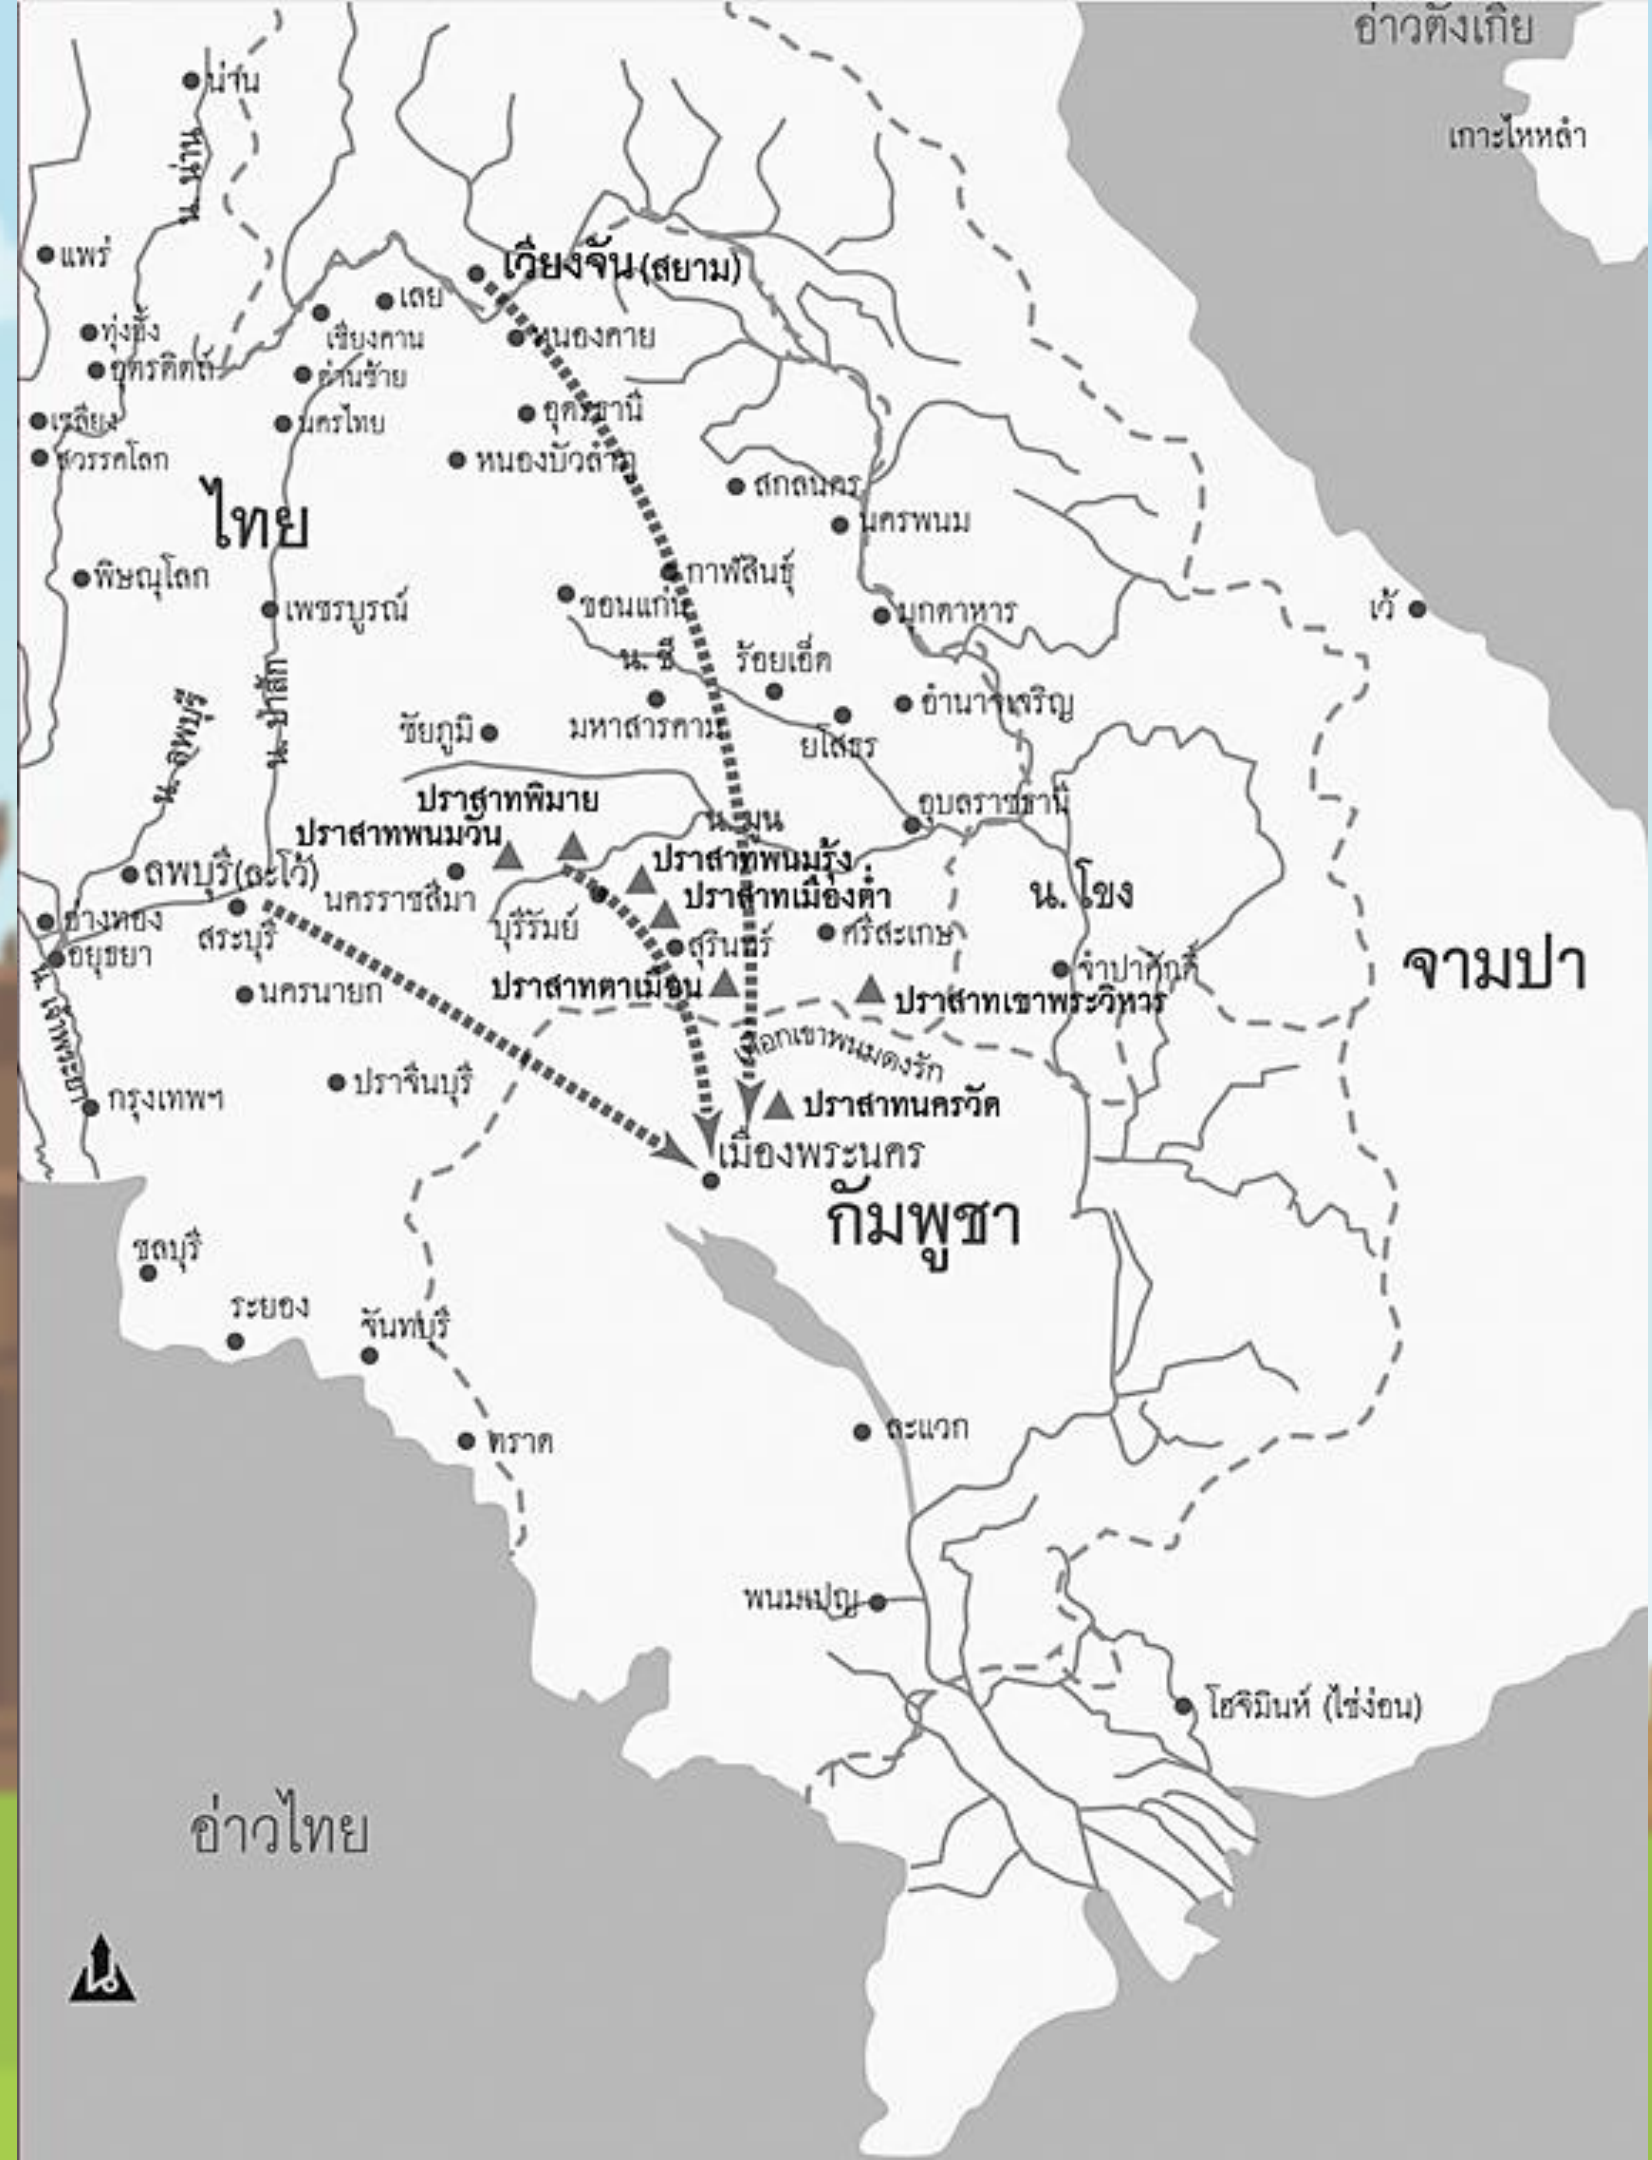 อ่าวตังเกี๋ย
น่าน
เกาะไหหลำ
น. น่าน
แพร่
เวียงจัน (สยาม)
เลย
ทุ่งยั้ง
เชียงคาน
หนองคาย
อุตรดิตถ์
ด่านซ้าย
เชลียง
นครไทย
อุดรธานี
สวรรคโลก
หนองบัวลำภู
สกลนคร
ไทย
นครพนม
พิษณุโลก
กาฬสินธุ์
เพชรบูรณ์
ขอนแก่น
มุกดาหาร
เว้
น. ชี
ร้อยเอ็ด
น. ป่าสัก
น. ลพบุรี
มหาสารคาม
อำนาจเจริญ
ชัยภูมิ
ยโสธร
ปราสาทพิมาย
อุบลราชธานี
ปราสาทพนมวัน
น. มูน
ลพบุรี (ละโว้)
ปราสาทพนมรุ้ง
นครราชสีมา
ปราสาทเมืองต่ำ
น. โขง
อ่างทอง
สระบุรี
บุรีรัมย์
สุรินทร์
ศรีสะเกษ
อยุธยา
จำปาศักดิ์
จามปา
นครนายก
ปราสาทตาเมือน
ปราสาทเขาพระวิหาร
น. เจ้าพระยา
เทือกเขาพนมดงรัก
ปราจีนบุรี
กรุงเทพฯ
ปราสาทนครวัด
เมืองพระนคร
กัมพูชา
ชลบุรี
ระยอง
จันทบุรี
ตราด
ละแวก
พนมเปญ
โฮจิมินห์ (ไซ่ง่อน)
อ่าวไทย
น